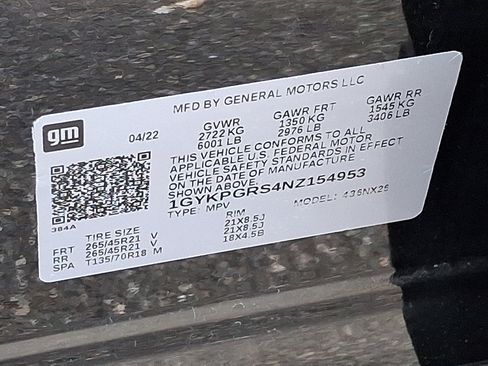 MFD BY GENERAL MOTORS LLC
gm
04/22
GVWR GAWR FRT GAWR RR
2722 KG 1350 KG 1545 KG
6001 LB 2976 LB 3406 LB
THIS VEHICLE CONFORMS TO ALL
APPLICABLE U.S. FEDERAL MOTOR
VEHICLE SAFETY STANDARDS IN EFFECT
ON THE DATE OF MANUFACTURE
SHOWN ABOVE
1GYKPGRS4NZ154953
TYPE: MPV MODEL: 436NX26
3B4A
TIRE SIZE RIM
FRT 265/45R21 V 21X8.5J
RR 265/45R21 V 21X8.5J
SPA T135/70R18 M 18X4.5B